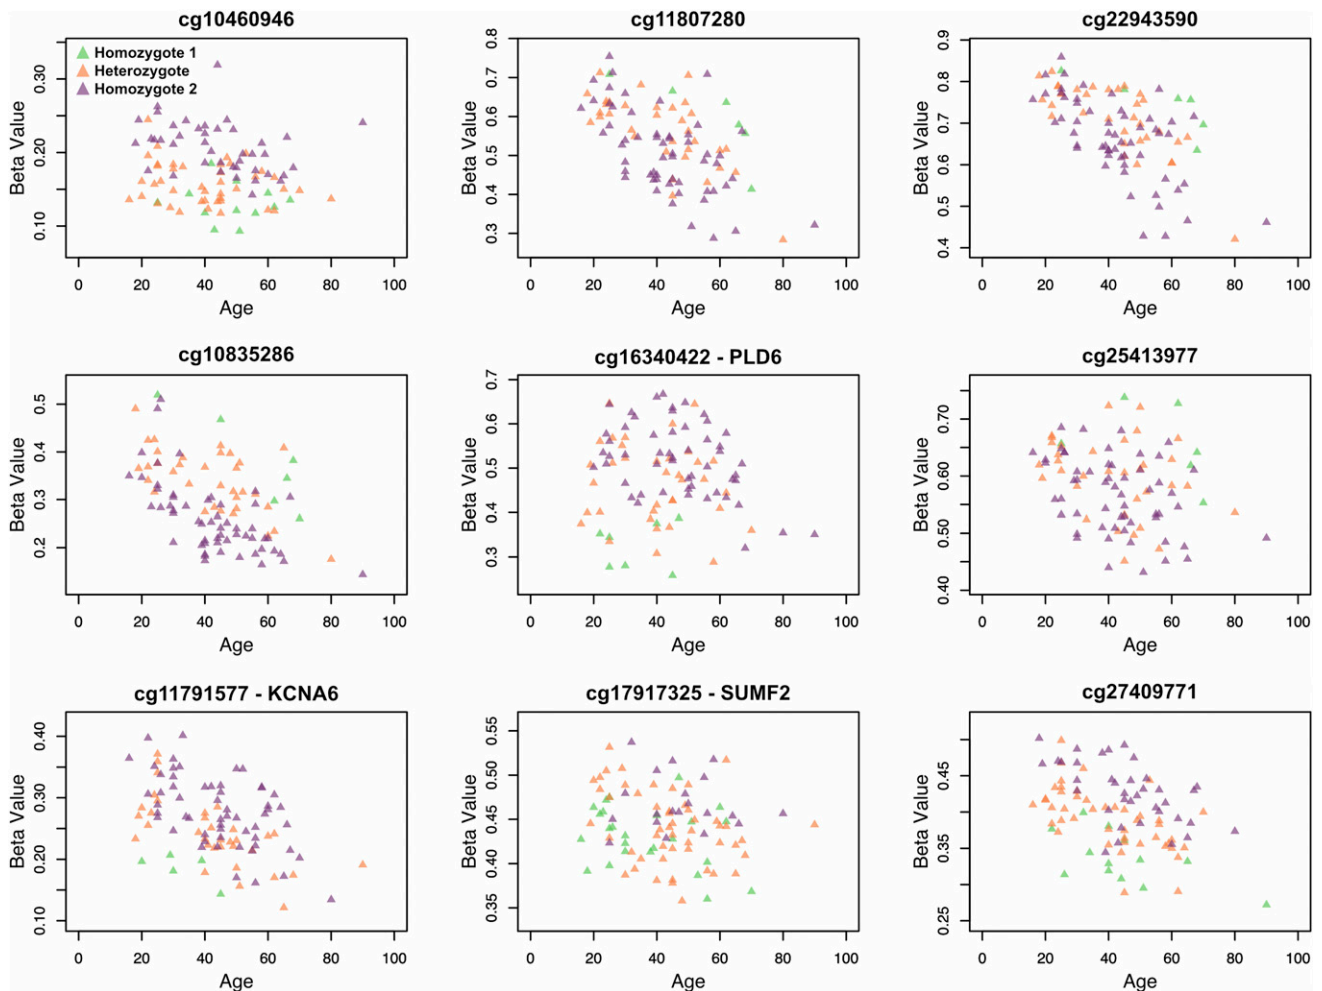 cg10460946
0.30
0.20
0.10
Beta Value
Homozygote 1
Heterozygote
Homozygote 2
0 20 40 60 80 100
Age
cg11807280
0.8
0.7
0.6
0.5
0.4
0.3
Beta Value
0 20 40 60 80 100
Age
cg22943590
0.9
0.8
0.7
0.6
0.5
0.4
Beta Value
0 20 40 60 80 100
Age
cg10835286
0.5
0.4
0.3
0.2
Beta Value
0 20 40 60 80 100
Age
cg16340422 - PLD6
0.7
0.6
0.5
0.4
0.3
Beta Value
0 20 40 60 80 100
Age
cg25413977
0.70
0.60
0.50
0.40
Beta Value
0 20 40 60 80 100
Age
cg11791577 - KCNA6
0.40
0.30
0.20
0.10
Beta Value
0 20 40 60 80 100
Age
cg17917325 - SUMF2
0.55
0.50
0.45
0.40
0.35
Beta Value
0 20 40 60 80 100
Age
cg27409771
0.45
0.35
0.25
Beta Value
0 20 40 60 80 100
Age